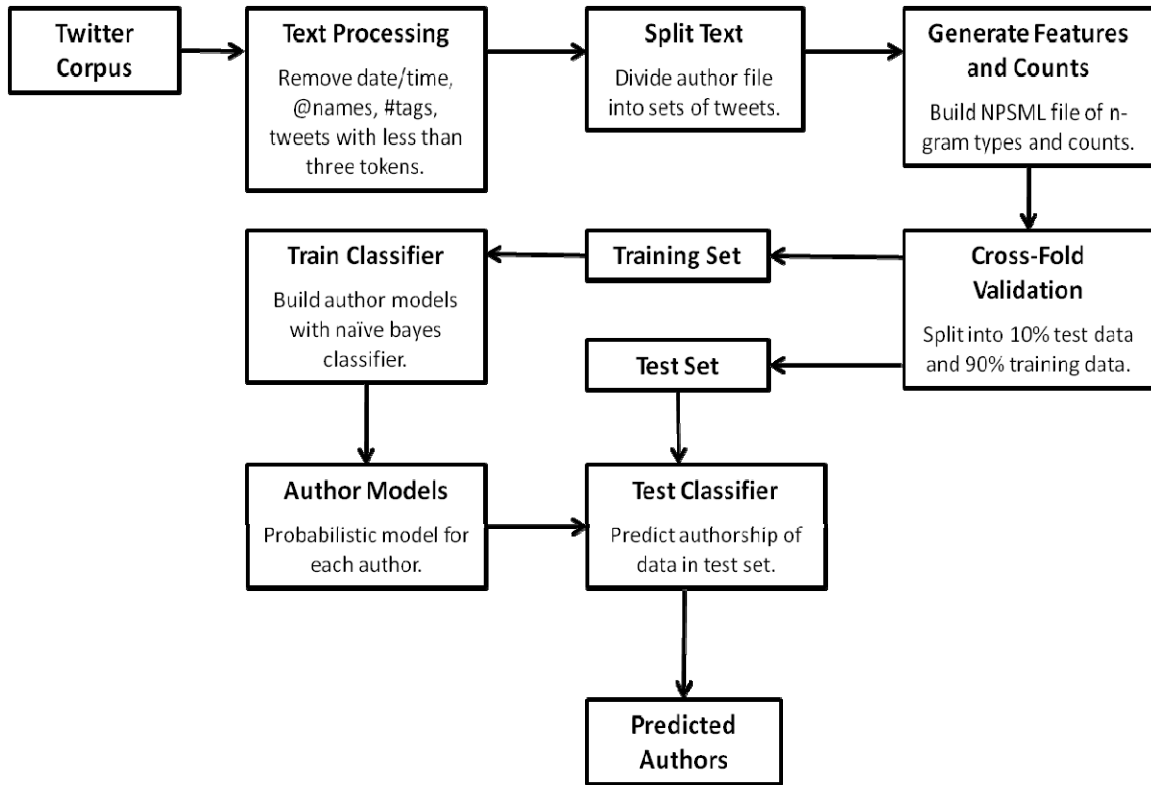 Twitter
Corpus
Text Processing
Remove date/time,
@names, #tags,
tweets with less than
three tokens.
Split Text
Divide author file
into sets of tweets.
Generate Features
and Counts
Build NPSML file of n-
gram types and counts.
Cross-Fold
Validation
Split into 10% test data
and 90% training data.
Training Set
Test Set
Train Classifier
Build author models
with naïve bayes
classifier.
Author Models
Probabilistic model for
each author.
Test Classifier
Predict authorship of
data in test set.
Predicted
Authors